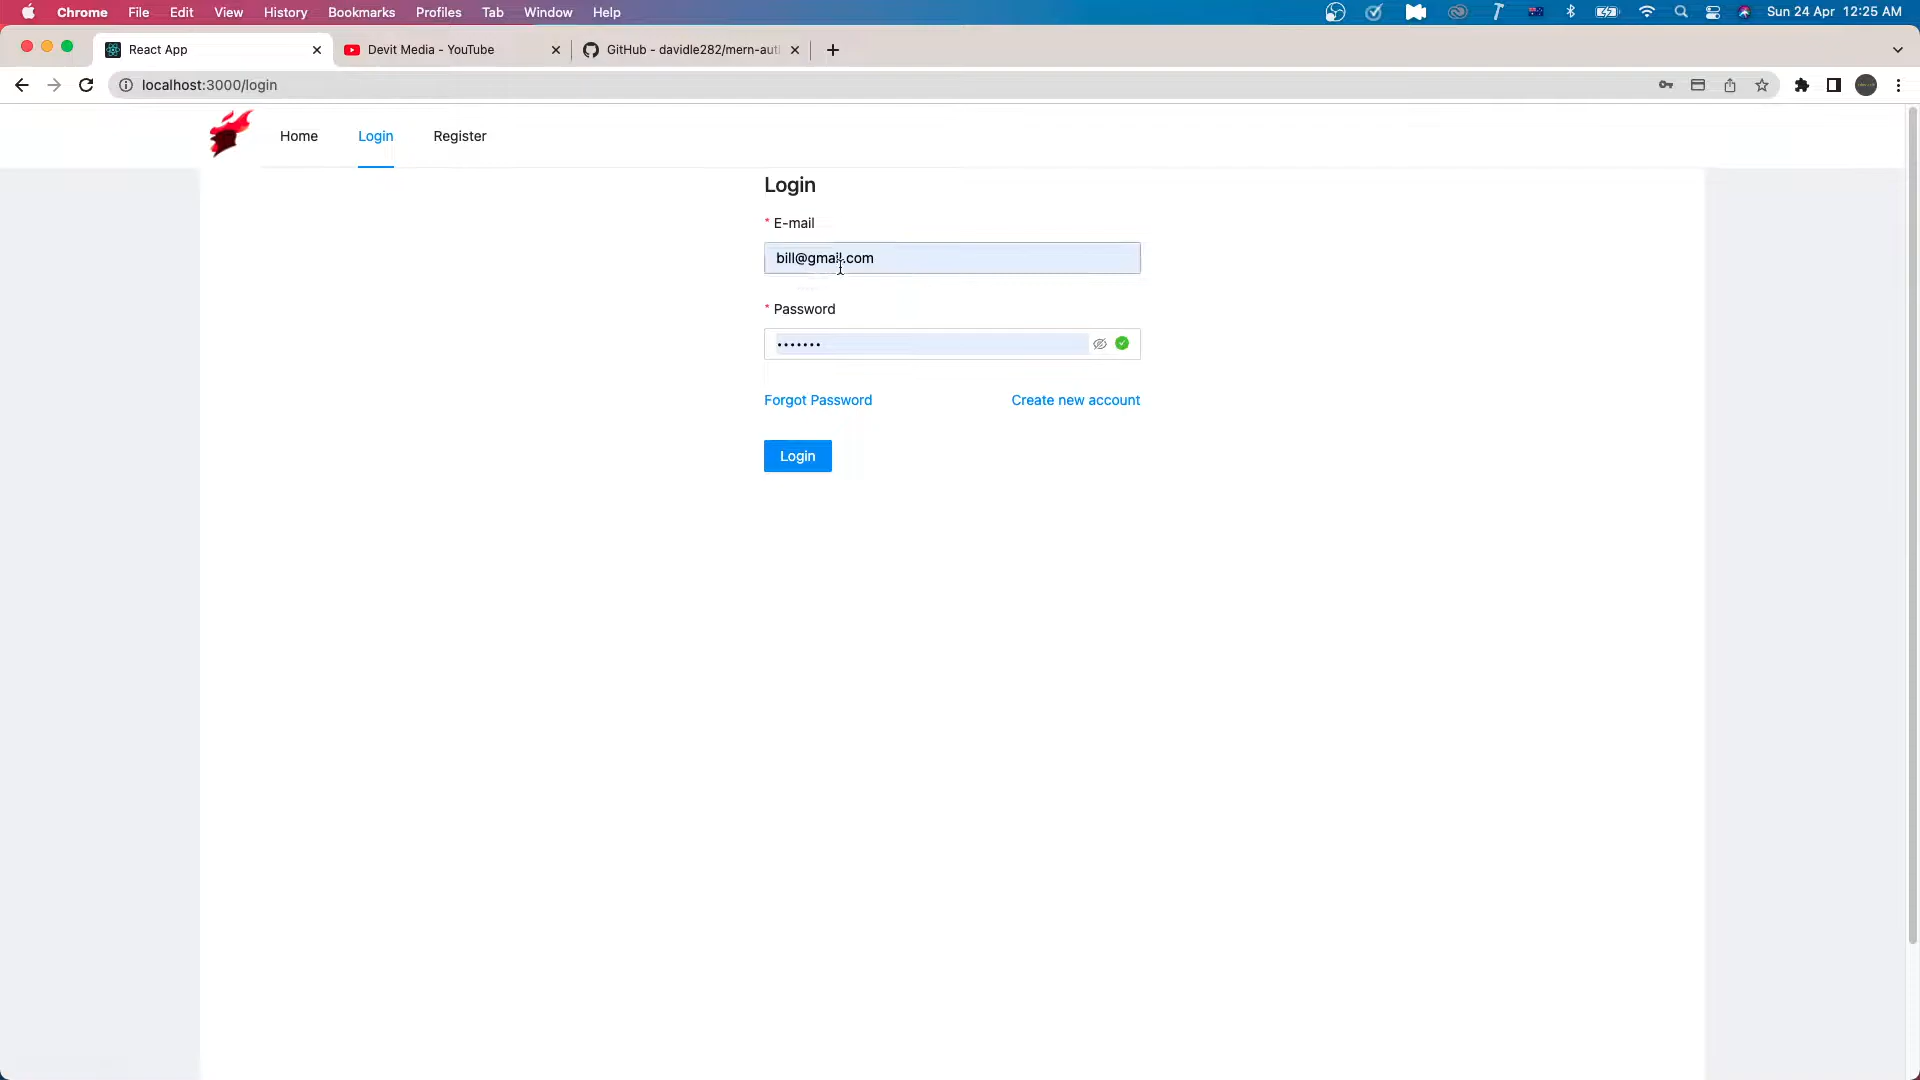 Chrome File Edit View History Bookmarks Profiles Tab Window Help Sun 24 Apr 12:25 AM
React App Devit Media - YouTube GitHub - davidle282/mern-aut
localhost:3000/login
Home Login Register
Login
* E-mail
bill@gmail.com
* Password
•••••••
Forgot Password Create new account
Login